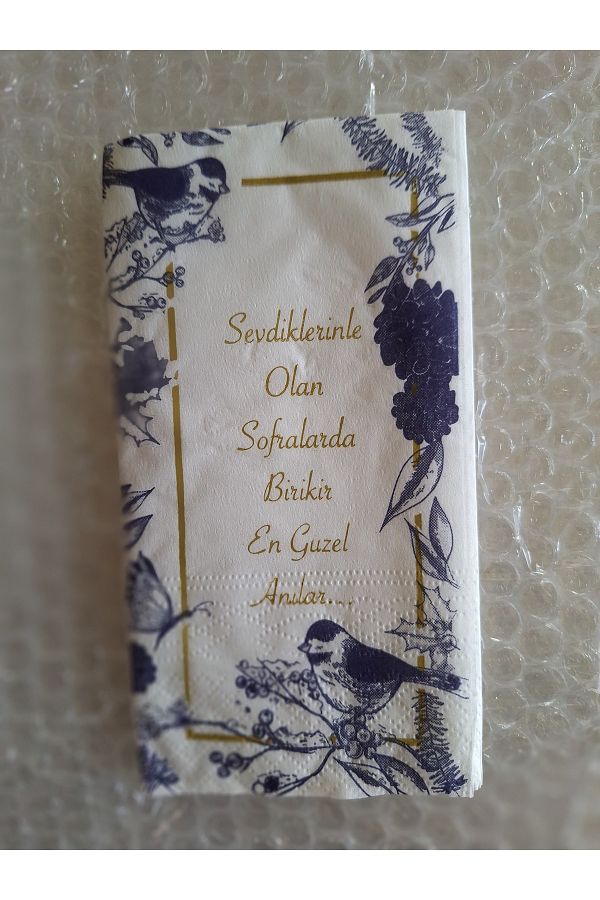 Sevdiklerinle
Olan
Sofralarda
Birikir
En Guzel
Anılar....